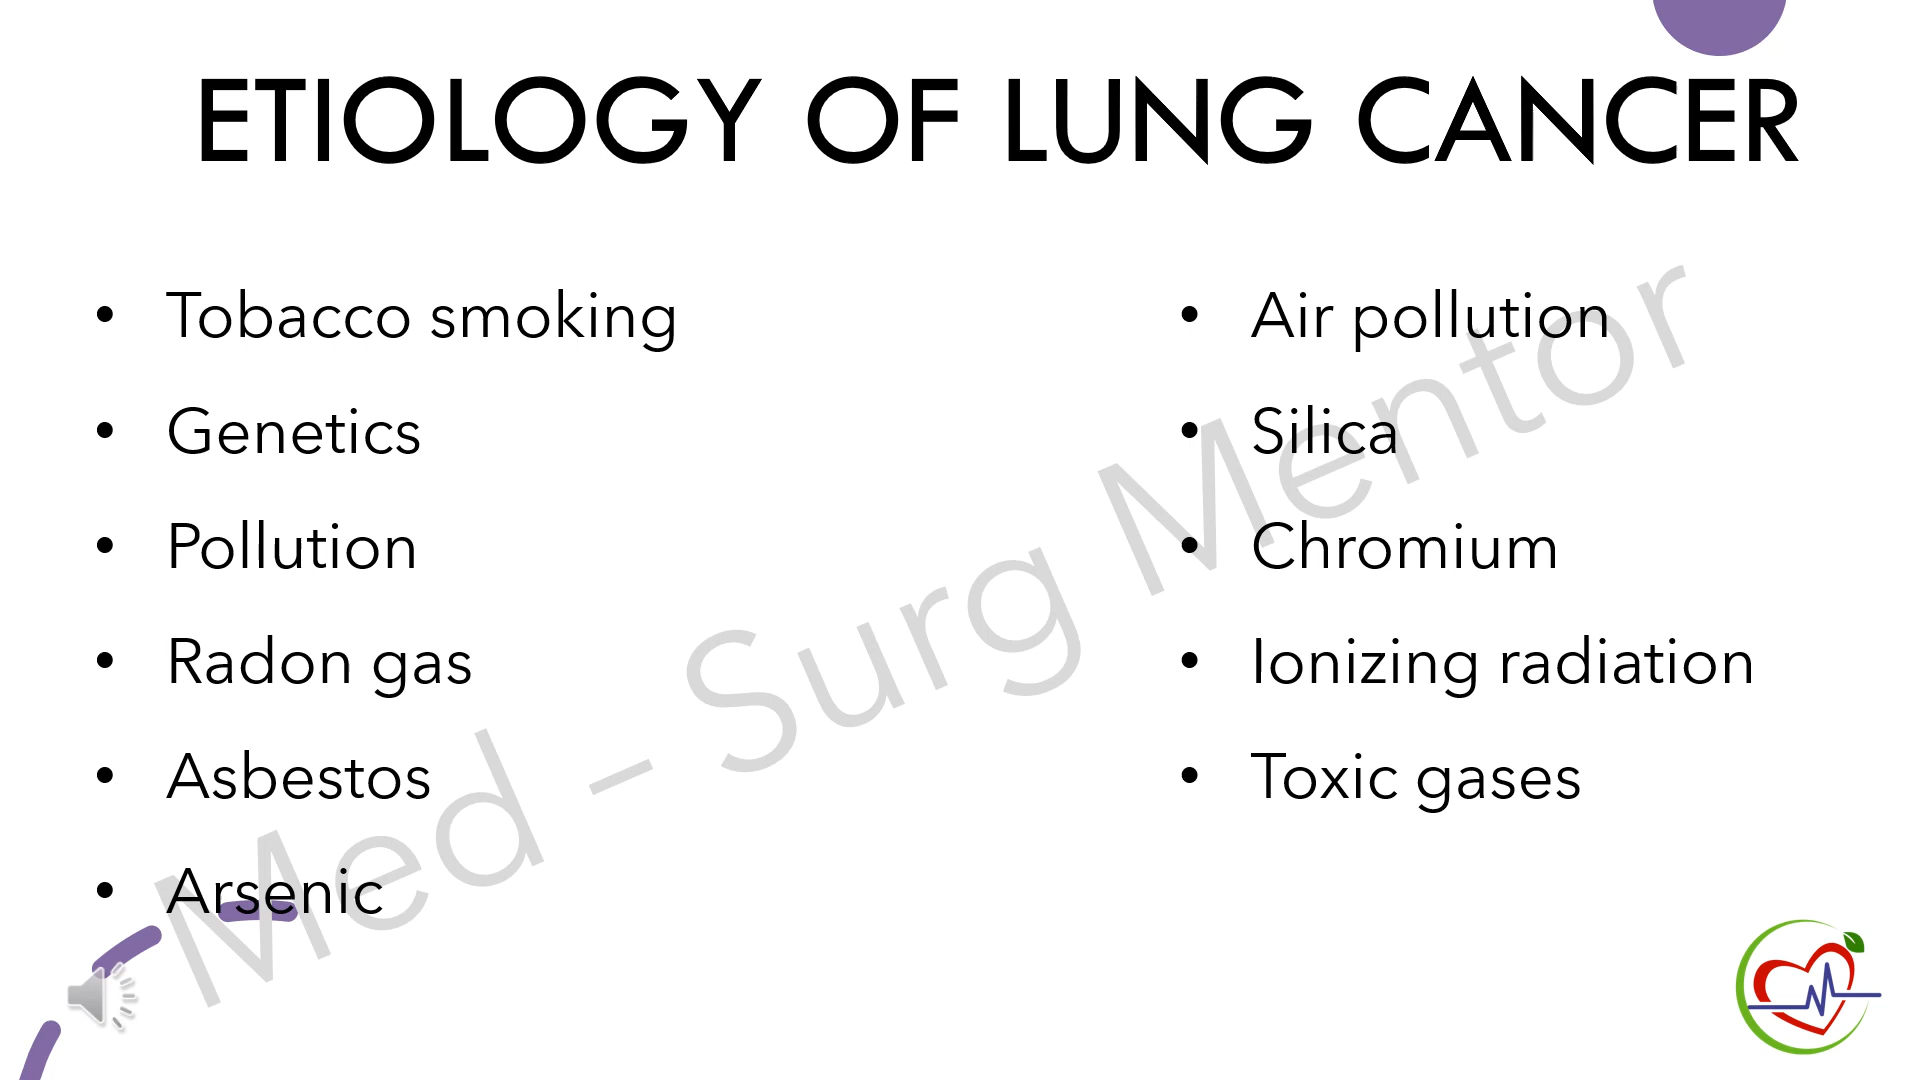 ETIOLOGY OF LUNG CANCER
• Tobacco smoking
• Genetics
• Pollution
• Radon gas
• Asbestos
• Arsenic
• Air pollution
• Silica
• Chromium
• Ionizing radiation
• Toxic gases
Med - Surg Mentor